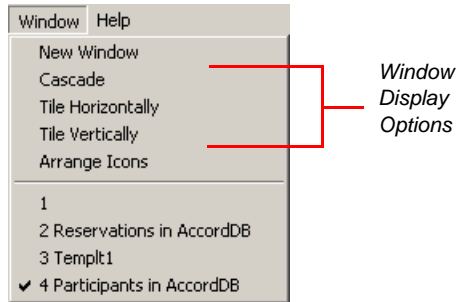 Window Help
New Window
Cascade
Tile Horizontally
Tile Vertically
Arrange Icons
1
2 Reservations in AccordDB
3 Templt1
4 Participants in AccordDB
Window
Display
Options